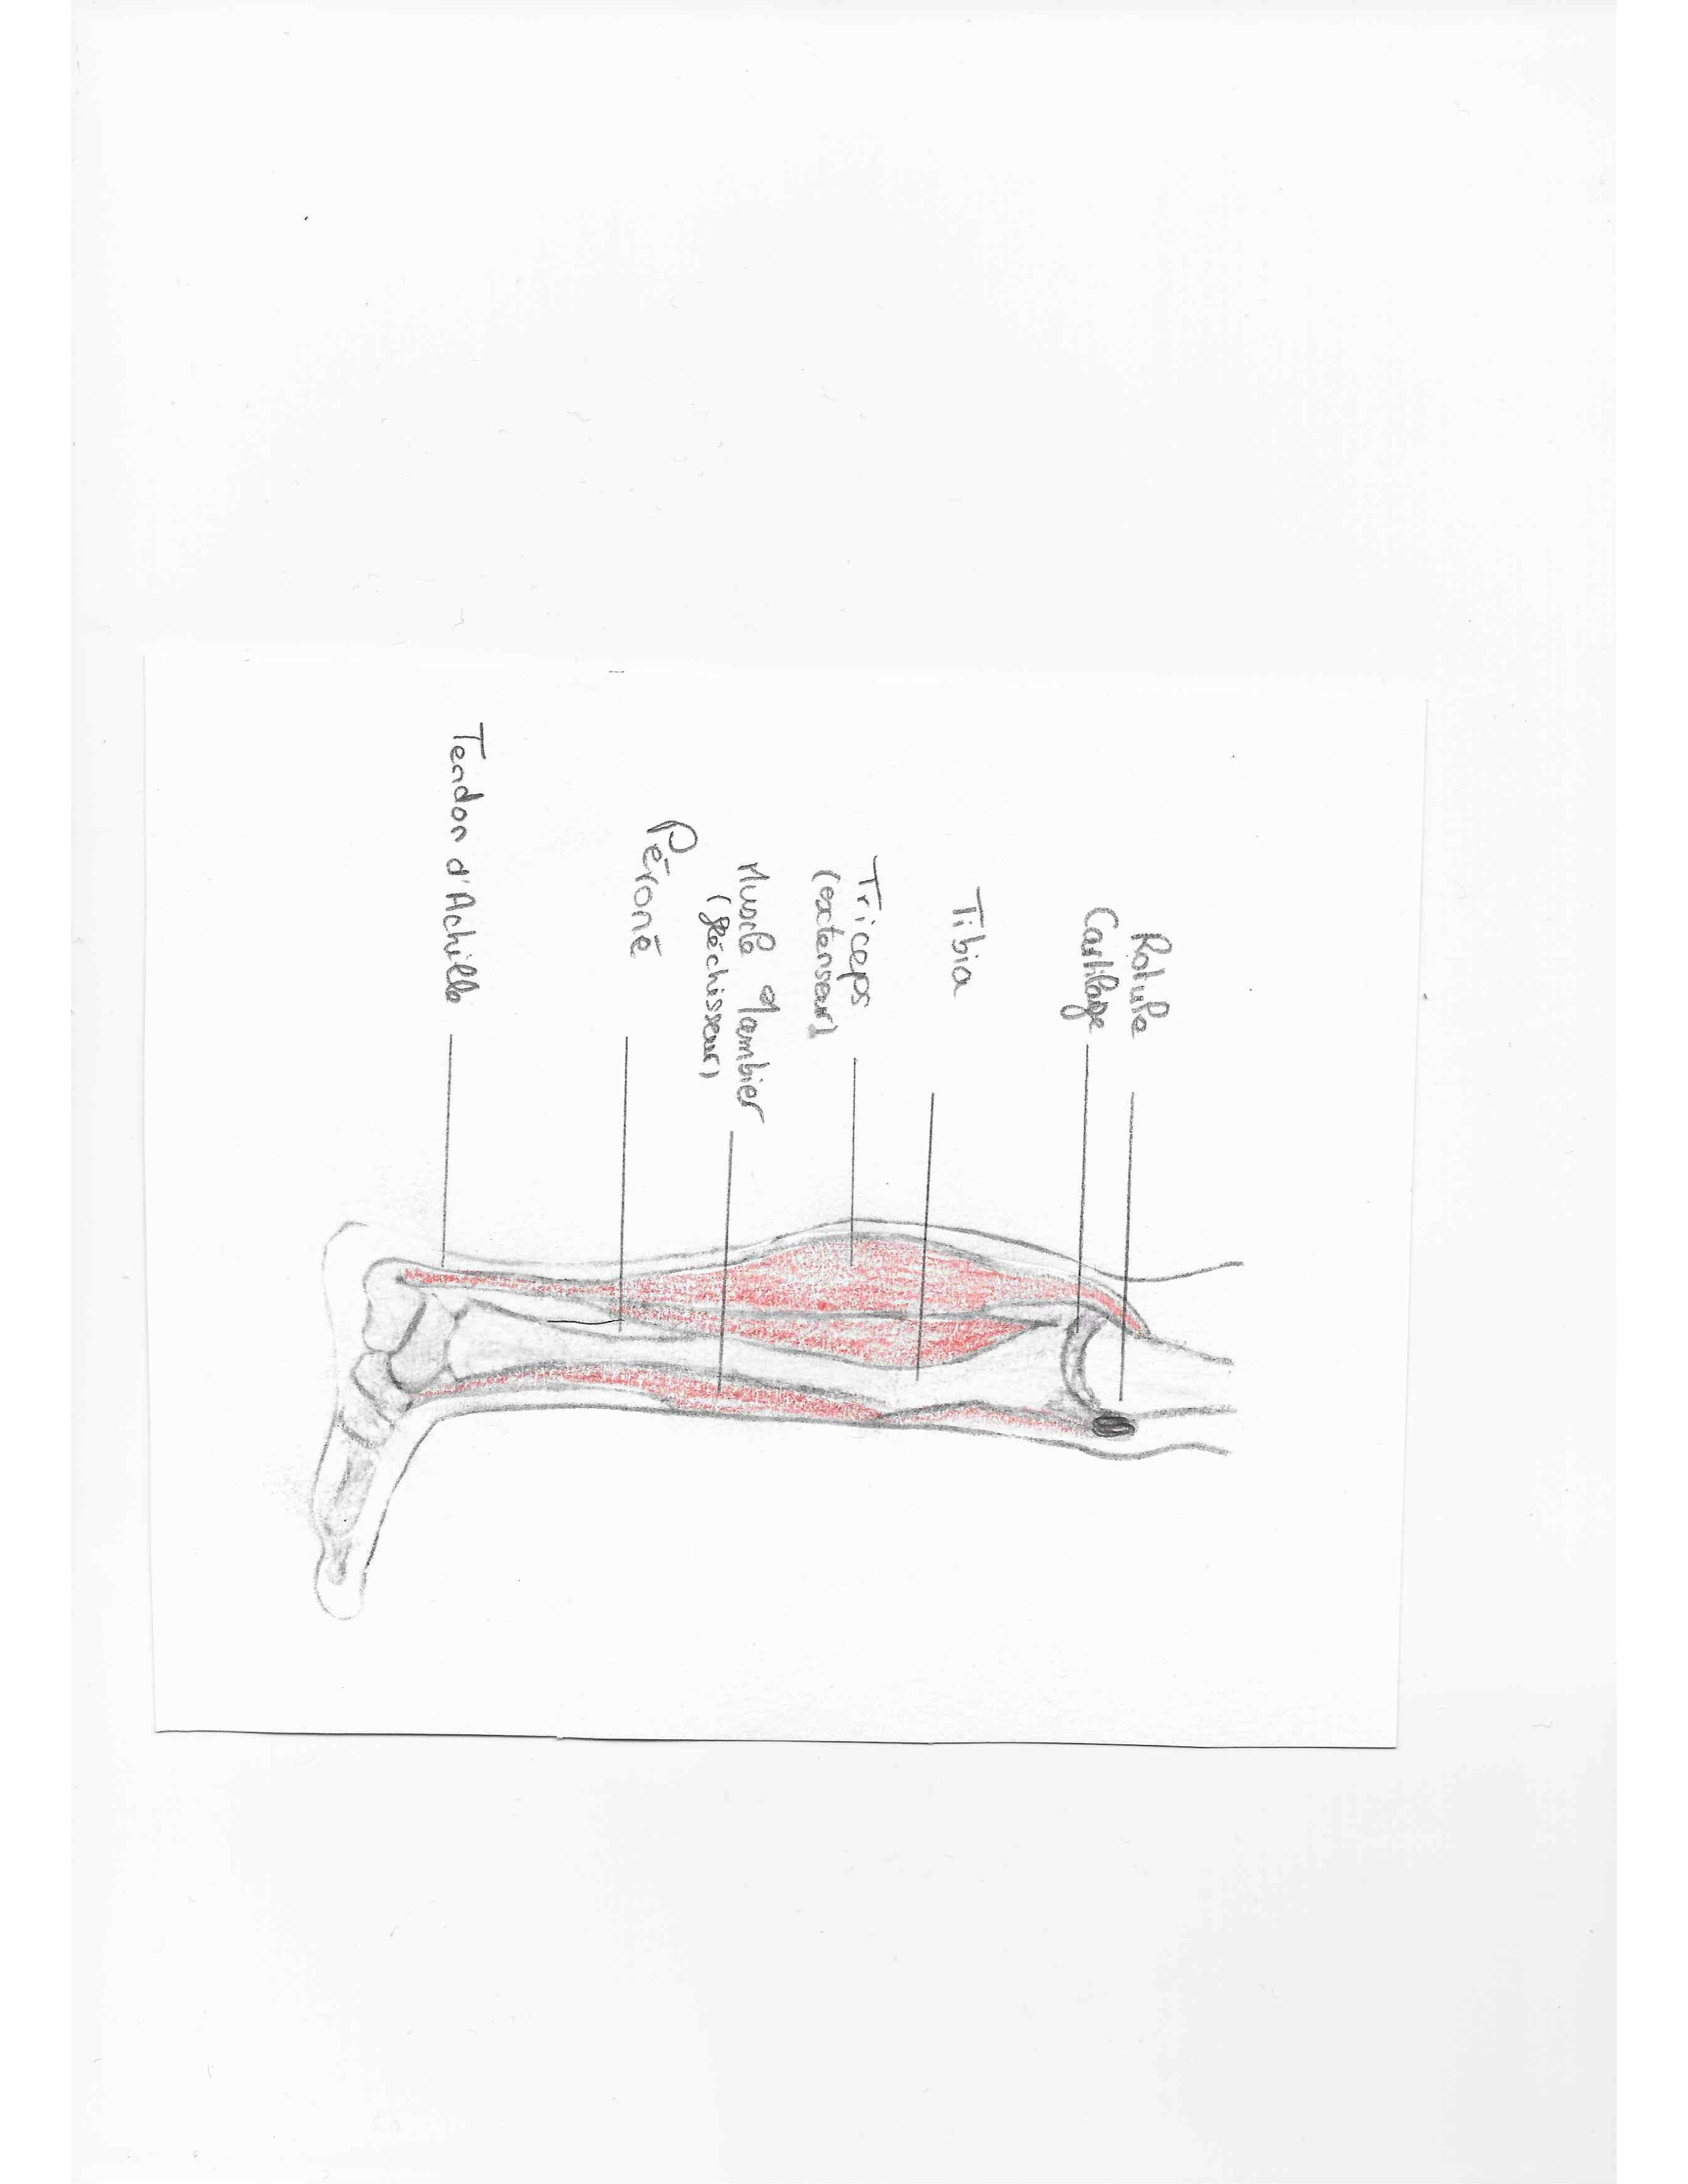 Rotule
Cartilage
Tibia
Triceps
(extenseur)
Muscle Jambier
(fléchisseur)
Péroné
Tendon d'Achille